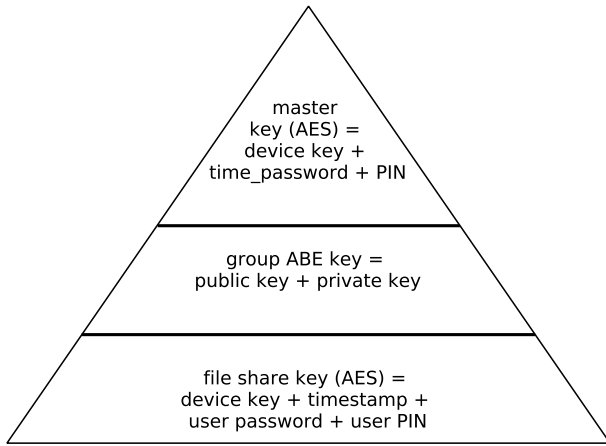 master
key (AES) =
device key +
time_password + PIN
group ABE key =
public key + private key
file share key (AES) =
device key + timestamp +
user password + user PIN